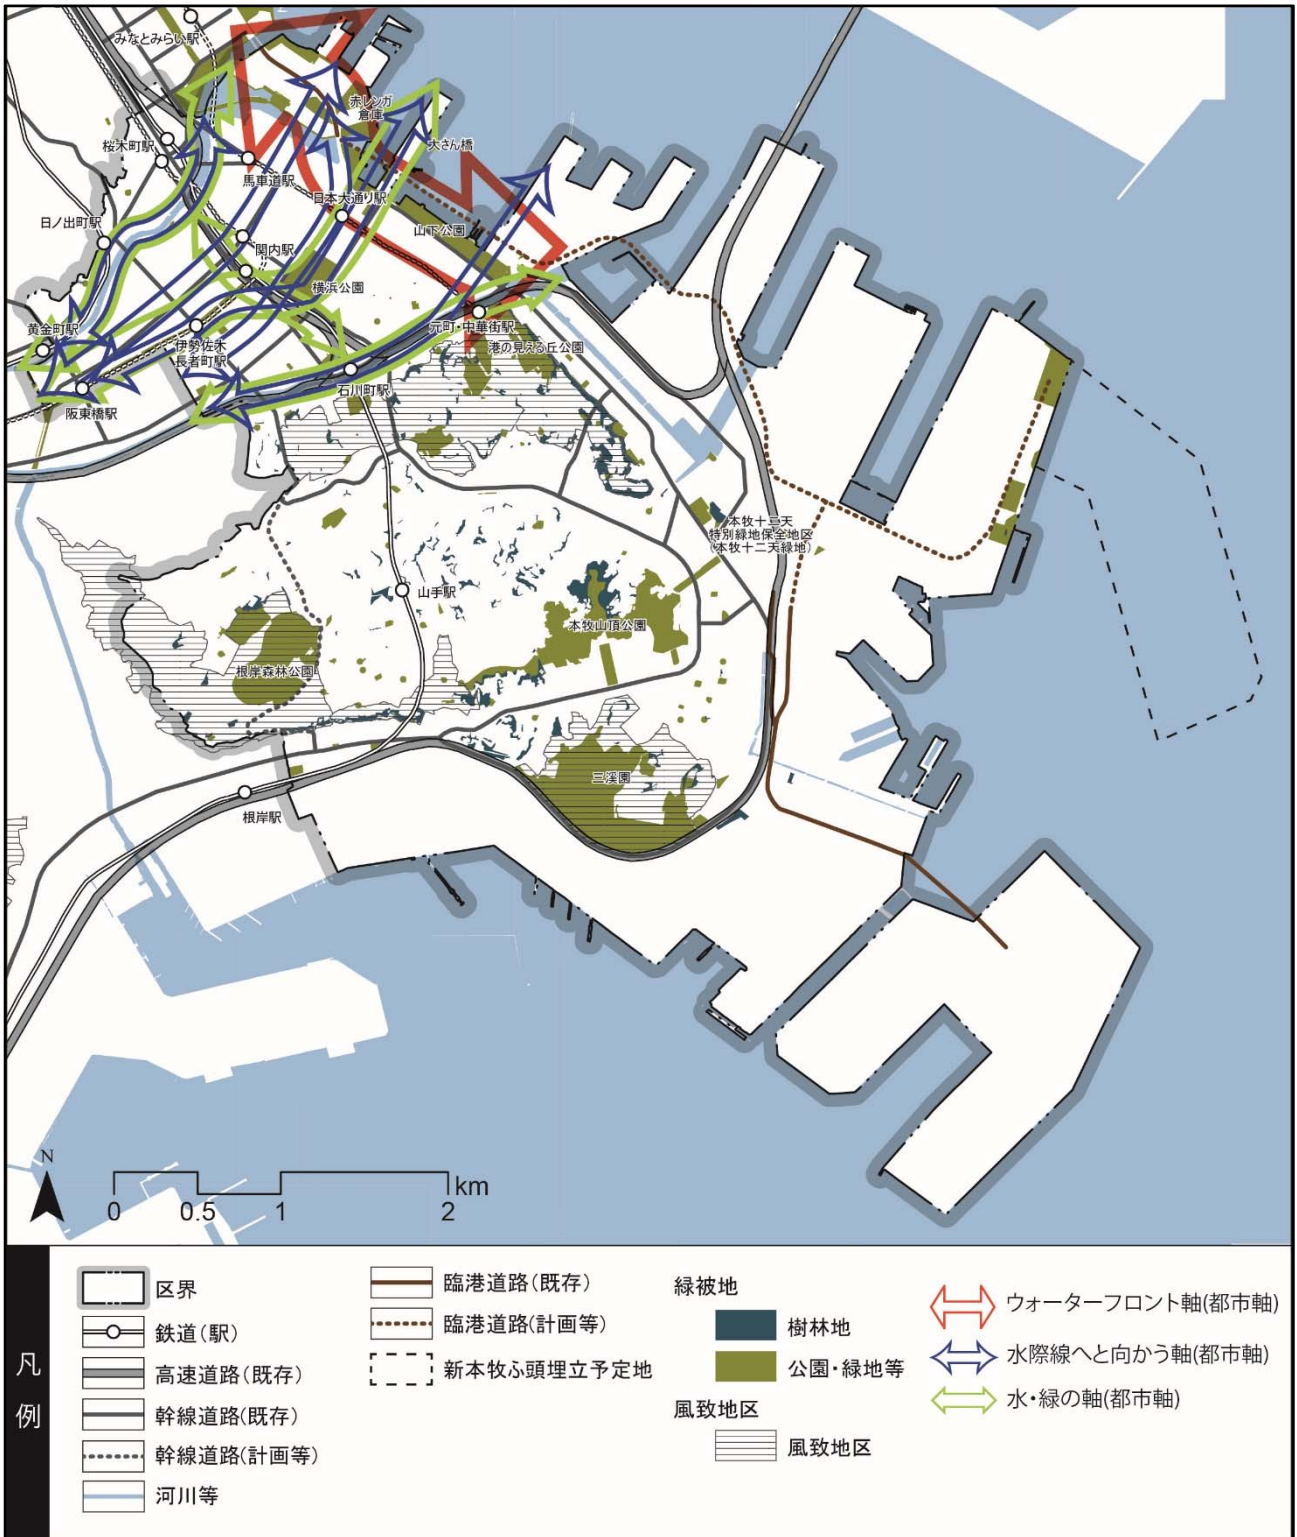 みなとみらい駅
赤レンガ
倉庫
桜木町駅
大さん橋
馬車道駅
日本大通り駅
日ノ出町駅
山下公園
関内駅
横浜公園
黄金町駅
元町・中華街駅
伊勢佐木
長者町駅
港の見える丘公園
石川町駅
阪東橋駅
本牧十二天
特別緑地保全地区
(本牧十二天緑地)
山手駅
本牧山頂公園
根岸森林公園
三溪園
根岸駅
N
km
0
0.5
1
2
凡
例
区界
鉄道(駅)
高速道路(既存)
幹線道路(既存)
幹線道路(計画等)
河川等
臨港道路(既存)
臨港道路(計画等)
新本牧ふ頭埋立予定地
緑被地
樹林地
公園・緑地等
風致地区
風致地区
ウォーターフロント軸(都市軸)
水際線へと向かう軸(都市軸)
水・緑の軸(都市軸)